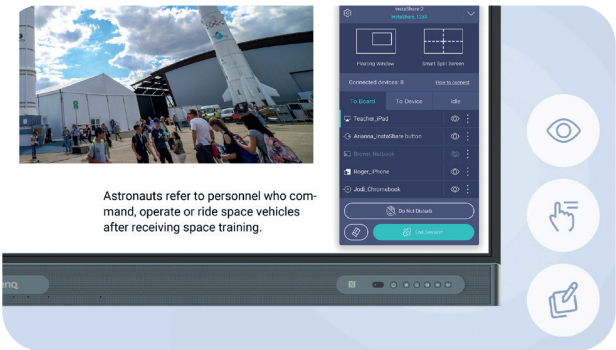 InstaShare 2
Floating Window
Smart Split Screen
Connected devices: 8
How to connect
To Board
To Device
Idle
Teacher_iPad
Arianna_InstaShare button
Brown_Netbook
Roger_iPhone
Jodi_Chromebook
Do Not Disturb
End Session
Astronauts refer to personnel who com-
mand, operate or ride space vehicles
after receiving space training.